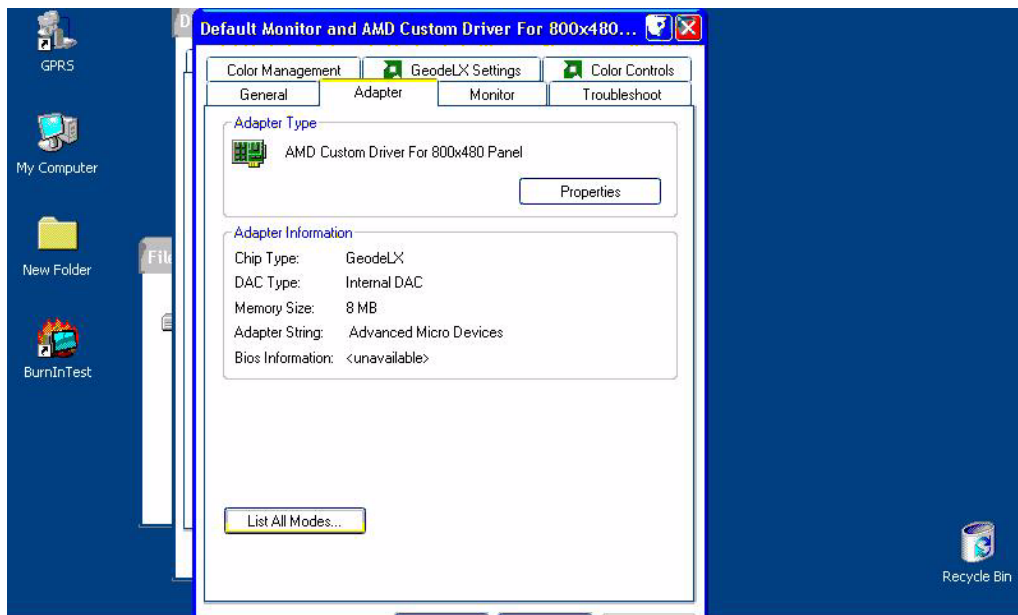 GPRS
My Computer
New Folder
BurnInTest
D
File
Default Monitor and AMD Custom Driver For 800x480...
Color Management
GeodeLX Settings
Color Controls
General
Adapter
Monitor
Troubleshoot
Adapter Type
AMD Custom Driver For 800x480 Panel
Properties
Adapter Information
Chip Type: GeodeLX
DAC Type: Internal DAC
Memory Size: 8 MB
Adapter String: Advanced Micro Devices
Bios Information: <unavailable>
List All Modes...
Recycle Bin